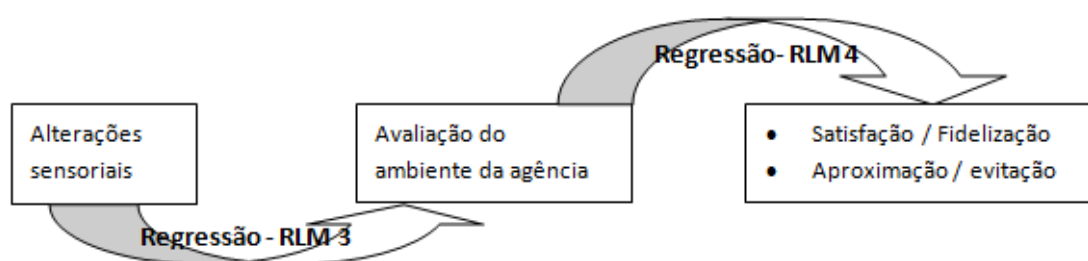 Regressão- RLM 4
Alterações
sensoriais
Avaliação do
ambiente da agência
• Satisfação / Fidelização
• Aproximação / evitação
Regressão - RLM 3